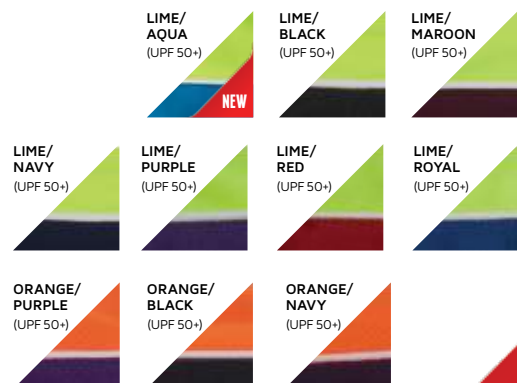 LIME/
AQUA
(UPF 50+)
NEW
LIME/
BLACK
(UPF 50+)
LIME/
MAROON
(UPF 50+)
LIME/
NAVY
(UPF 50+)
LIME/
PURPLE
(UPF 50+)
LIME/
RED
(UPF 50+)
LIME/
ROYAL
(UPF 50+)
ORANGE/
PURPLE
(UPF 50+)
ORANGE/
BLACK
(UPF 50+)
ORANGE/
NAVY
(UPF 50+)